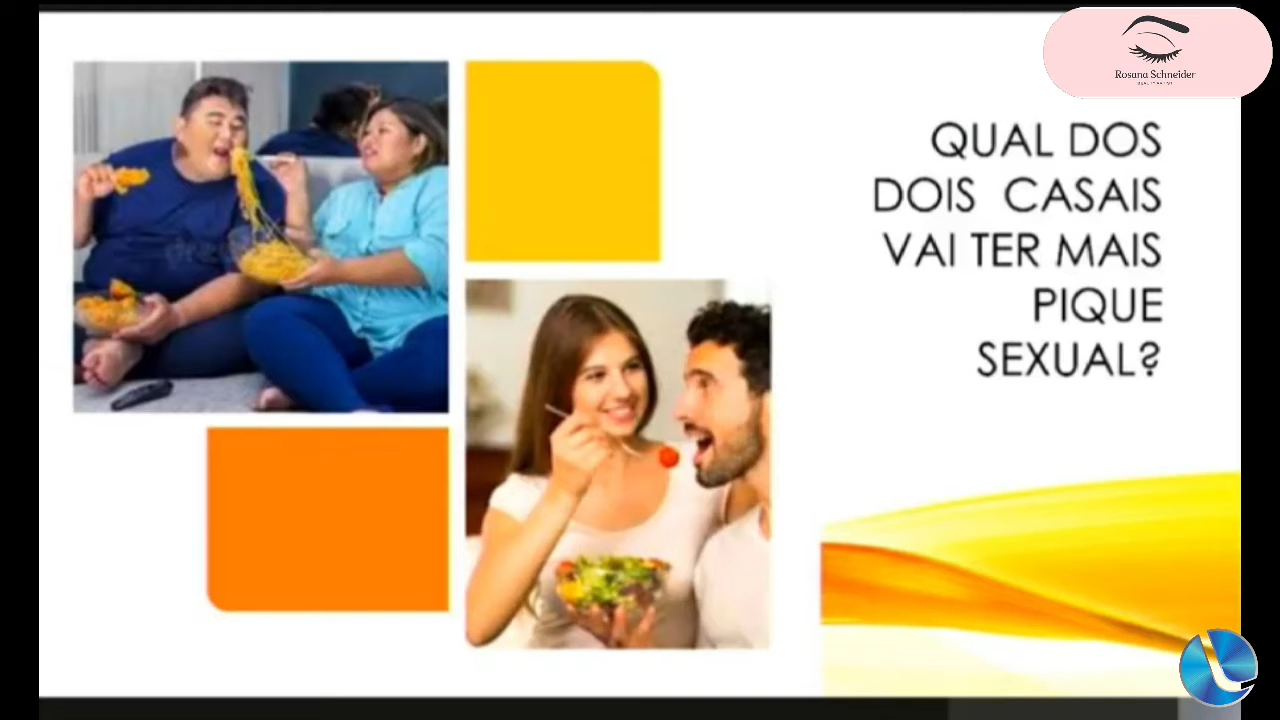 Rosana Schneider
QUAL DOS
DOIS CASAIS
VAI TER MAIS
PIQUE
SEXUAL?